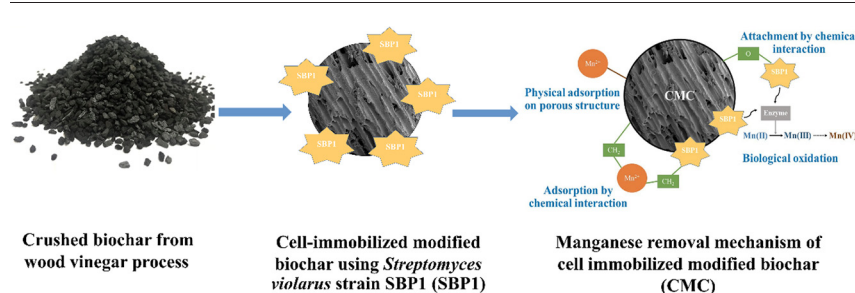 SBP1
SBP1
SBP1
SBP1
SBP1
Mn2+
Physical adsorption
on porous structure
CMC
Attachment by chemical
interaction
O
SBP1
SBP1
SBP1
Enzyme
Mn(II) → Mn(III) → Mn(IV)
Biological oxidation
CH2
Mn2+
CH2
Adsorption by
chemical interaction
Crushed biochar from
wood vinegar process
Cell-immobilized modified
biochar using Streptomyces
violarus strain SBP1 (SBP1)
Manganese removal mechanism of
cell immobilized modified biochar
(CMC)